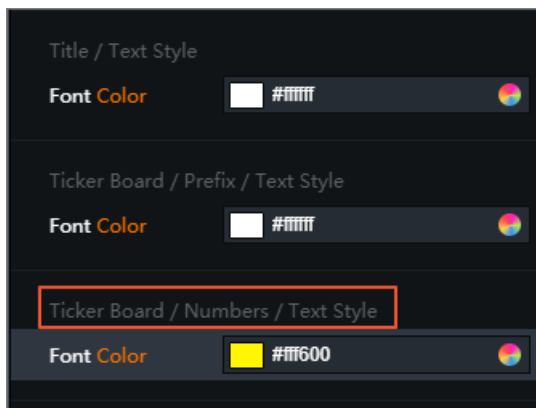 Title / Text Style
Font Color #ffffff
Ticker Board / Prefix / Text Style
Font Color #ffffff
Ticker Board / Numbers / Text Style
Font Color #fff600